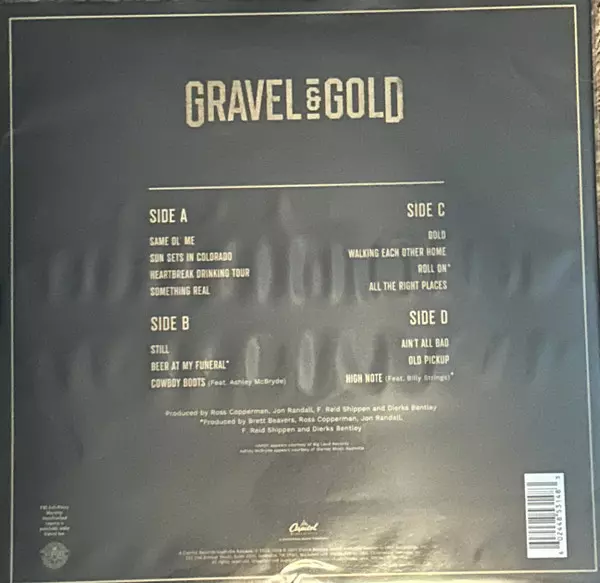 GRAVEL & GOLD
SIDE A
SAME OL' ME
SUN SETS IN COLORADO
HEARTBREAK DRINKING TOUR
SOMETHING REAL
SIDE B
STILL
BEER AT MY FUNERAL*
COWBOY BOOTS (Feat. Ashley McBryde)
SIDE C
GOLD
WALKING EACH OTHER HOME
ROLL ON*
ALL THE RIGHT PLACES
SIDE D
AIN'T ALL BAD
OLD PICKUP
HIGH NOTE (Feat. Billy Strings)*
Produced by Ross Copperman, Jon Randall, F. Reid Shippen and Dierks Bentley
*Produced by Brett Beavers, Ross Copperman, Jon Randall,
F. Reid Shippen and Dierks Bentley
Capitol